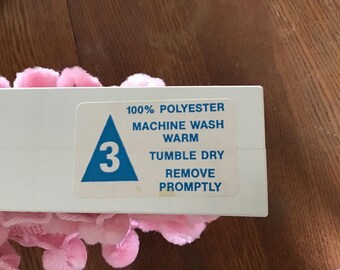 100% POLYESTER
MACHINE WASH
WARM
3
TUMBLE DRY
REMOVE
PROMPTLY